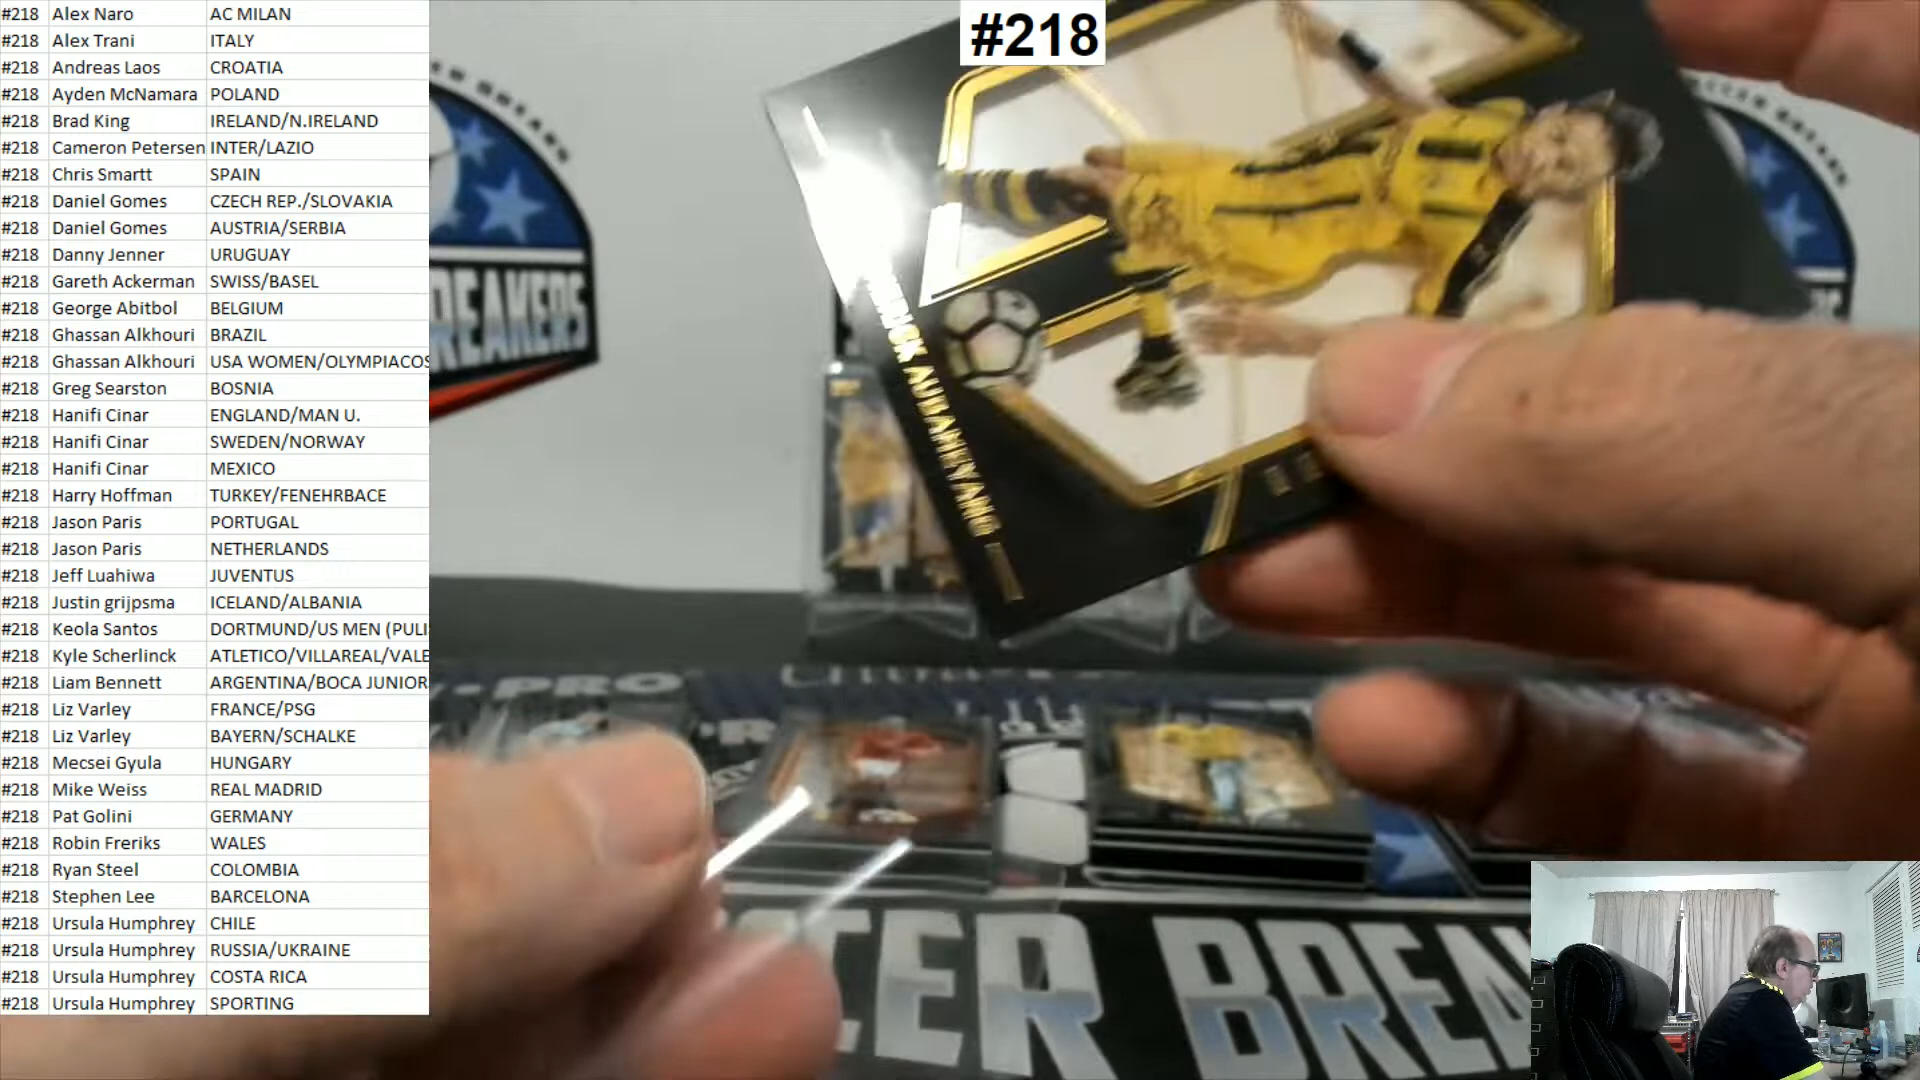 #218 Alex Naro AC MILAN
#218 Alex Trani ITALY
#218 Andreas Laos CROATIA
#218 Ayden McNamara POLAND
#218 Brad King IRELAND/N.IRELAND
#218 Cameron Petersen INTER/LAZIO
#218 Chris Smartt SPAIN
#218 Daniel Gomes CZECH REP./SLOVAKIA
#218 Daniel Gomes AUSTRIA/SERBIA
#218 Danny Jenner URUGUAY
#218 Gareth Ackerman SWISS/BASEL
#218 George Abitbol BELGIUM
#218 Ghassan Alkhouri BRAZIL
#218 Ghassan Alkhouri USA WOMEN/OLYMPIACOS
#218 Greg Searston BOSNIA
#218 Hanifi Cinar ENGLAND/MAN U.
#218 Hanifi Cinar SWEDEN/NORWAY
#218 Hanifi Cinar MEXICO
#218 Harry Hoffman TURKEY/FENEHRBACE
#218 Jason Paris PORTUGAL
#218 Jason Paris NETHERLANDS
#218 Jeff Luahiwa JUVENTUS
#218 Justin grijpsma ICELAND/ALBANIA
#218 Keola Santos DORTMUND/US MEN (PULI
#218 Kyle Scherlinck ATLETICO/VILLAREAL/VALE
#218 Liam Bennett ARGENTINA/BOCA JUNIOR
#218 Liz Varley FRANCE/PSG
#218 Liz Varley BAYERN/SCHALKE
#218 Mecsei Gyula HUNGARY
#218 Mike Weiss REAL MADRID
#218 Pat Golini GERMANY
#218 Robin Freriks WALES
#218 Ryan Steel COLOMBIA
#218 Stephen Lee BARCELONA
#218 Ursula Humphrey CHILE
#218 Ursula Humphrey RUSSIA/UKRAINE
#218 Ursula Humphrey COSTA RICA
#218 Ursula Humphrey SPORTING
#218
REAKERS
AUBAMEYANG
PRO
TER BREA